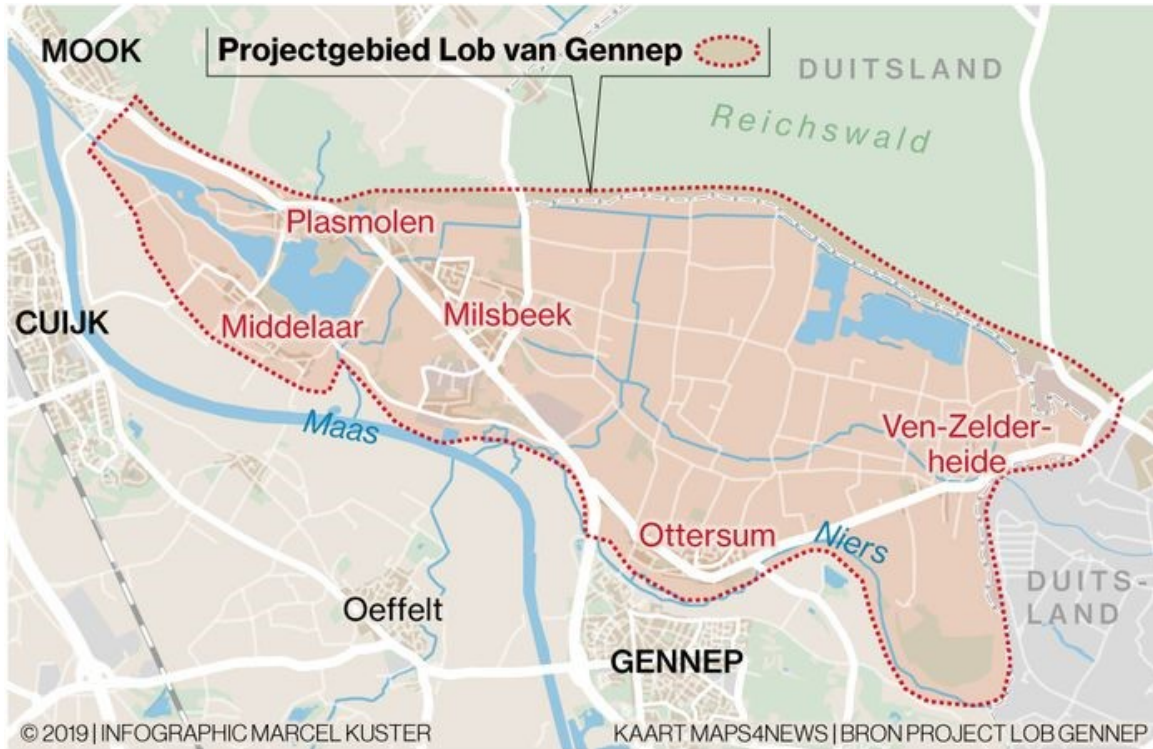 MOOK
Projectgebied Lob van Gennep
DUITSLAND
Reichswald
Plasmolen
Milsbeek
Middelaar
CUIJK
Maas
Ven-Zelder-
heide
Ottersum
Niers
DUITS-
LAND
Oeffelt
GENNEP
© 2019 | INFOGRAPHIC MARCEL KUSTER
KAART MAPS4NEWS | BRON PROJECT LOB GENNEP